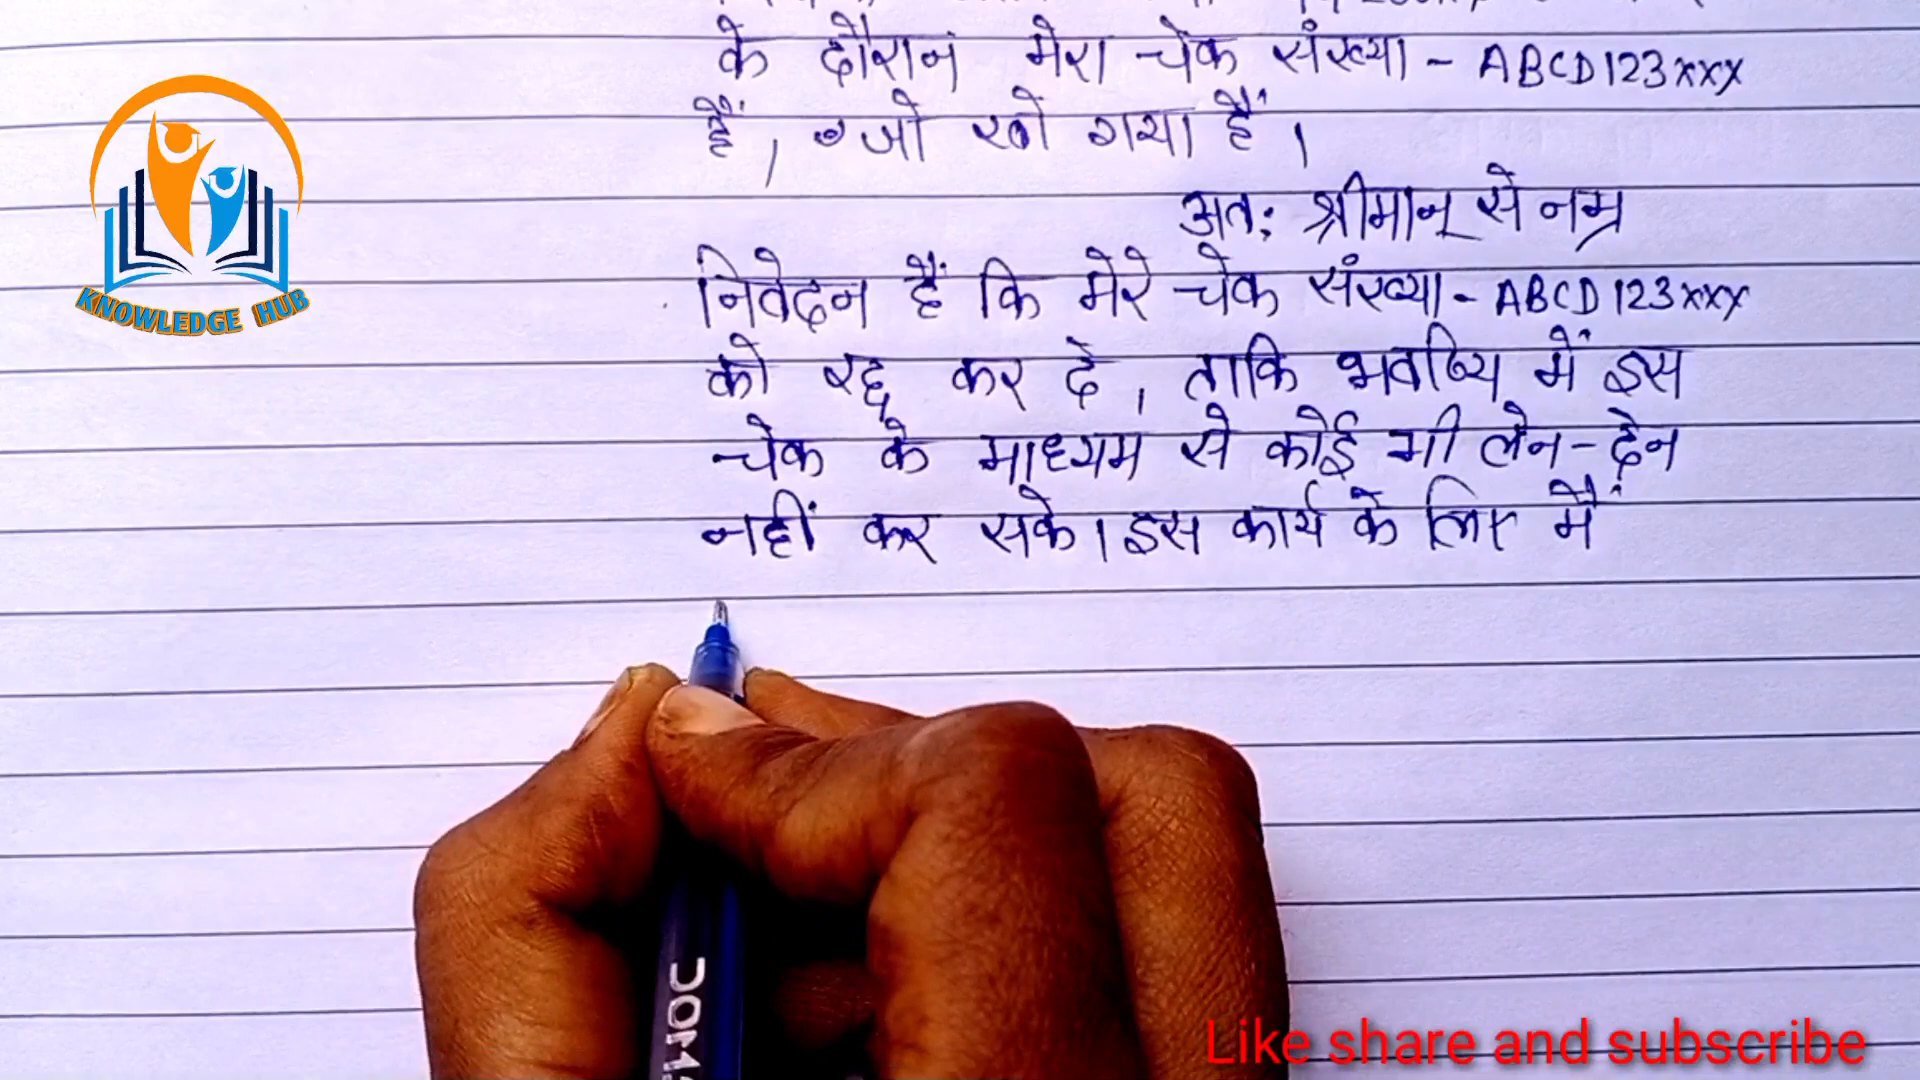 के दौरान मेरा चेक संख्या - ABCD123xxx
हैं, जो खो गया हैं।
अत: श्रीमान् से नम्र
निवेदन हैं कि मेरे चेक संख्या - ABCD123xxx
को रद्द कर दे, ताकि भविष्य में इस
चेक के माध्यम से कोई भी लेन-देन
नहीं कर सके। इस कार्य के लिए मैं
KNOWLEDGE HUB
DOM
Like share and subscribe